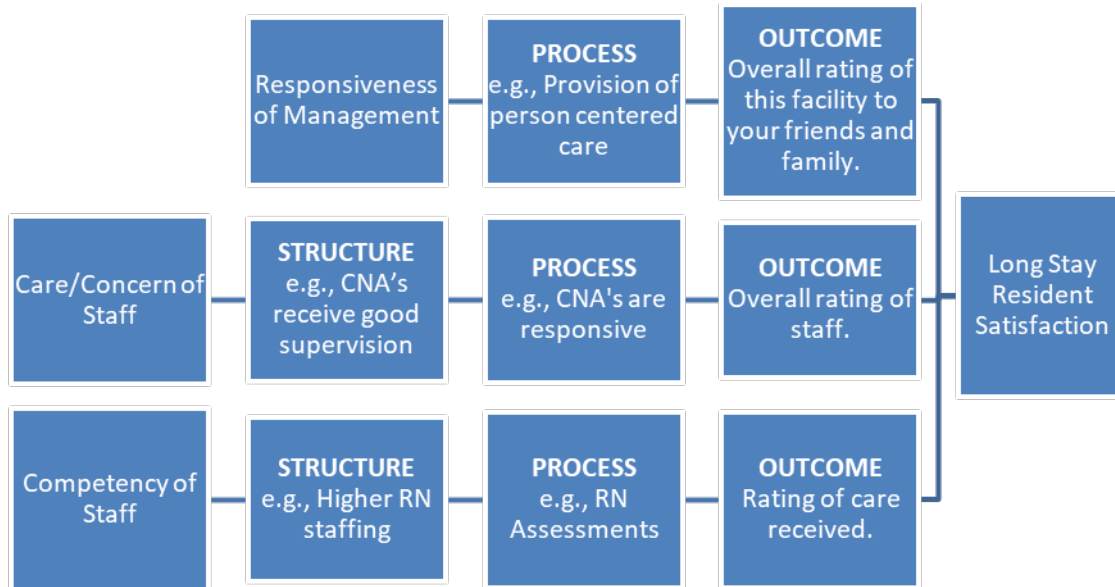 Responsiveness
of Management
PROCESS
e.g., Provision of
person centered
care
OUTCOME
Overall rating of
this facility to
your friends and
family.
Care/Concern of
Staff
STRUCTURE
e.g., CNA’s
receive good
supervision
PROCESS
e.g., CNA's are
responsive
OUTCOME
Overall rating of
staff.
Long Stay
Resident
Satisfaction
Competency of
Staff
STRUCTURE
e.g., Higher RN
staffing
PROCESS
e.g., RN
Assessments
OUTCOME
Rating of care
received.